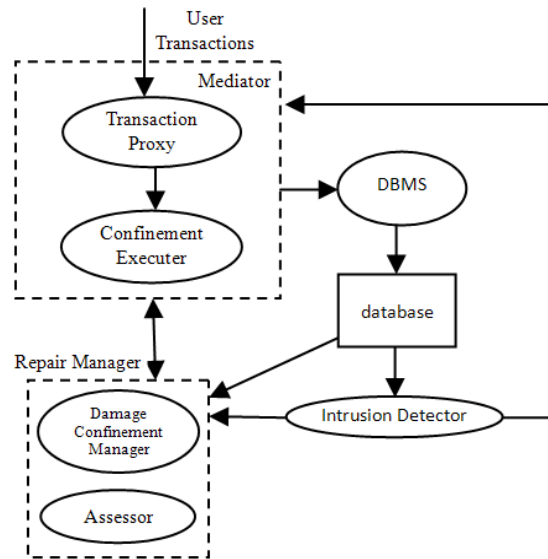 User
Transactions
Mediator
Transaction
Proxy
DBMS
Confinement
Executer
database
Repair Manager
Damage
Confinement
Manager
Intrusion Detector
Assessor